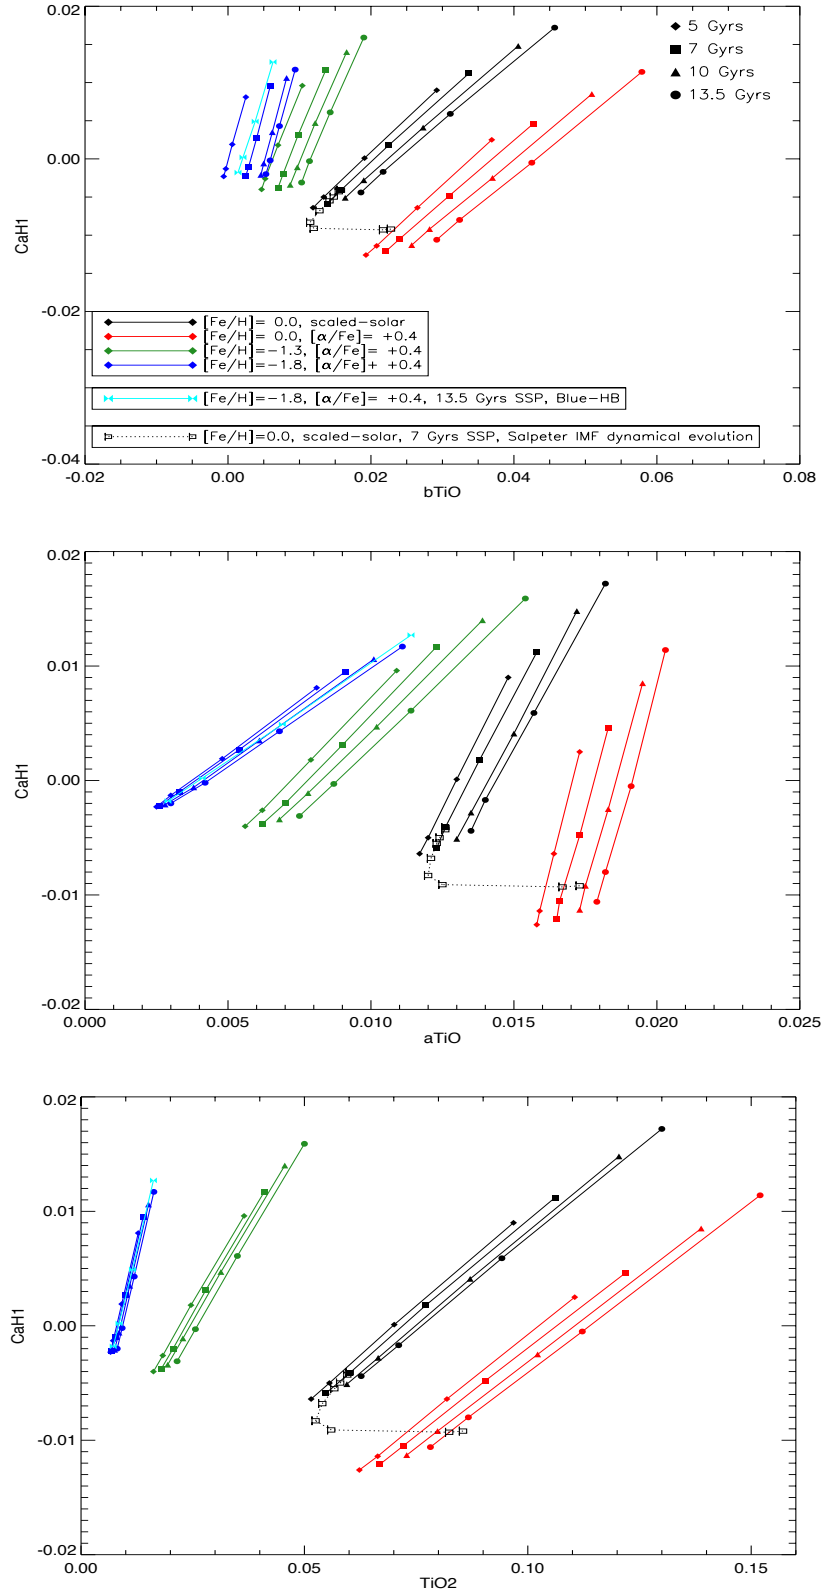 0.02
5 Gyrs
7 Gyrs
10 Gyrs
13.5 Gyrs
0.00
CaH1
-0.02
[Fe/H]= 0.0, scaled-solar
[Fe/H]= 0.0, [α/Fe]= +0.4
[Fe/H]=-1.3, [α/Fe]= +0.4
[Fe/H]=-1.8, [α/Fe]+ +0.4
[Fe/H]=-1.8, [α/Fe]= +0.4, 13.5 Gyrs SSP, Blue-HB
[Fe/H]=0.0, scaled-solar, 7 Gyrs SSP, Salpeter IMF dynamical evolution
-0.04
-0.02 0.00 0.02 0.04 0.06 0.08
bTiO
0.02
0.01
CaH1
0.00
-0.01
-0.02
0.000 0.005 0.010 0.015 0.020 0.025
aTiO
0.02
0.01
CaH1
0.00
-0.01
-0.02
0.00 0.05 0.10 0.15
TiO2